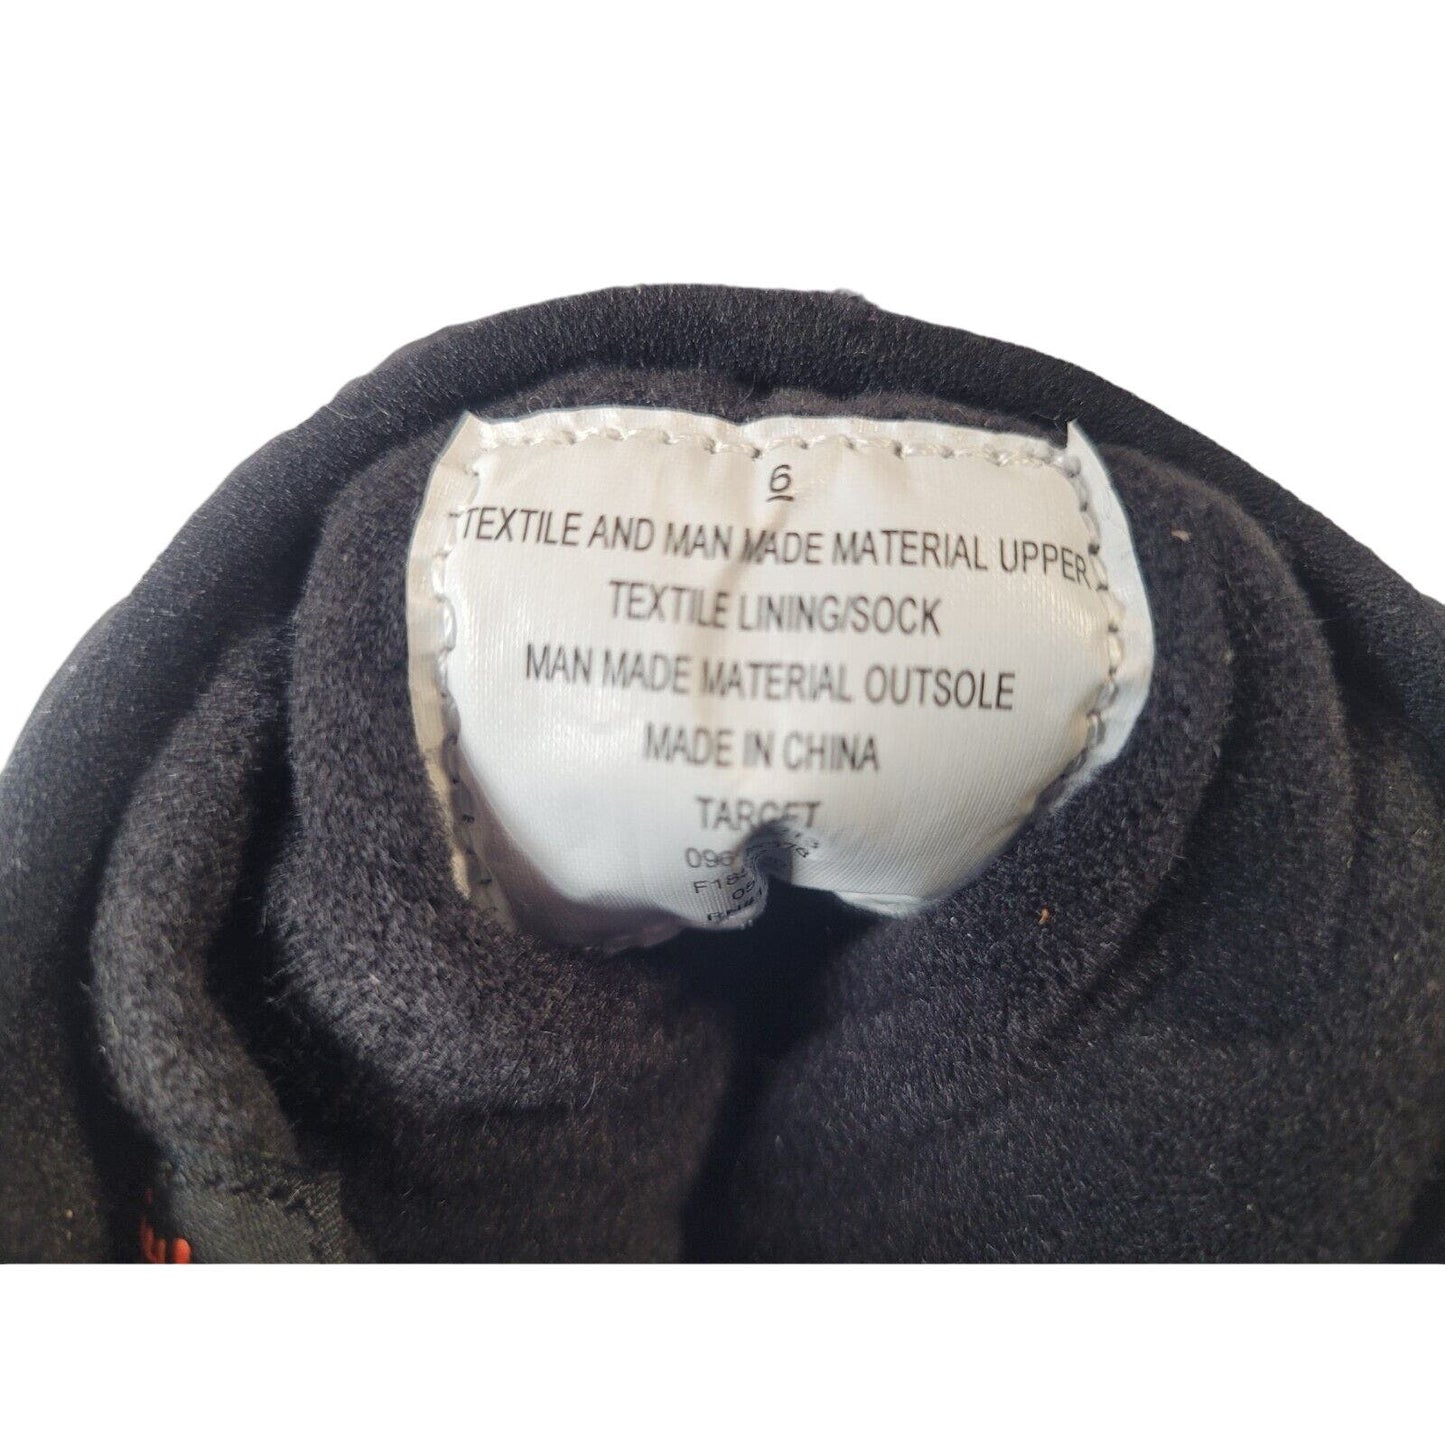 6
TEXTILE AND MAN MADE MATERIAL UPPER
TEXTILE LINING/SOCK
MAN MADE MATERIAL OUTSOLE
MADE IN CHINA
TARGET